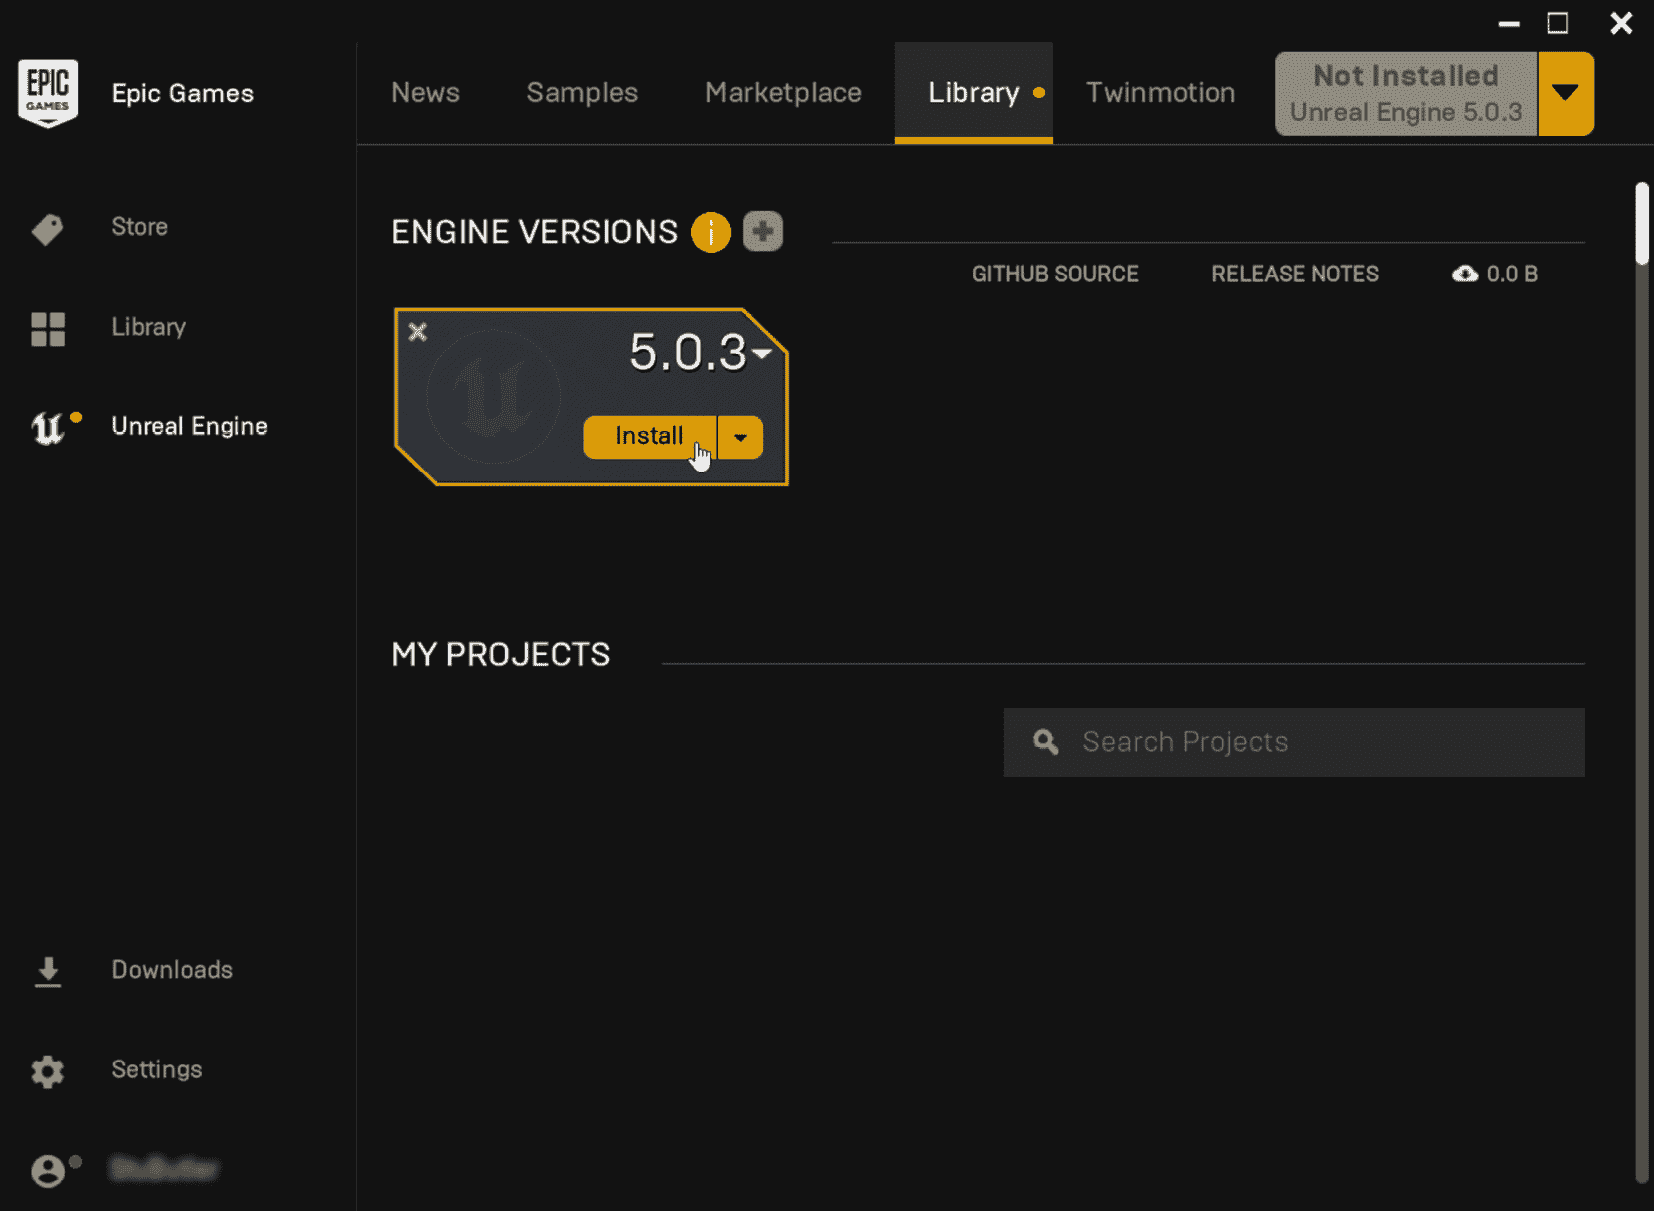 EPIC
GAMES
Epic Games
News
Samples
Marketplace
Library
Twinmotion
Not Installed
Unreal Engine 5.0.3
Store
Library
Unreal Engine
ENGINE VERSIONS
GITHUB SOURCE
RELEASE NOTES
0.0 B
5.0.3
Install
MY PROJECTS
Search Projects
Downloads
Settings